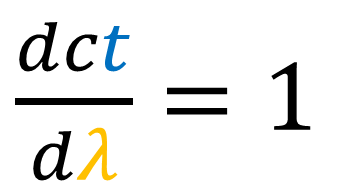 dct/dλ = 1